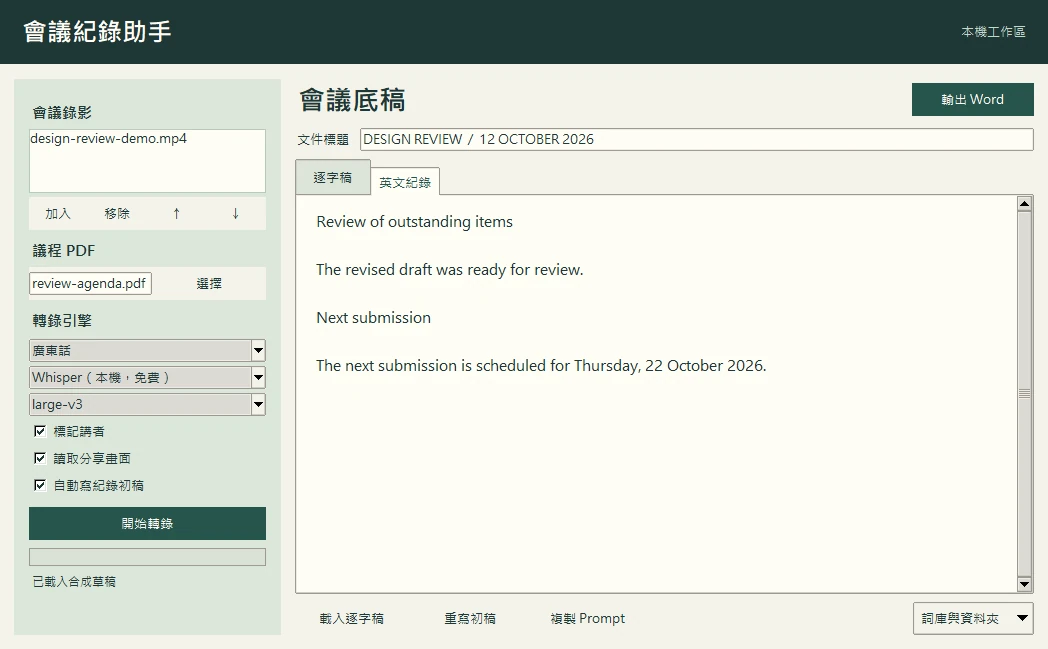 會議紀錄助手
本機工作區
會議錄影
design-review-demo.mp4
加入
移除
↑
↓
議程 PDF
review-agenda.pdf
選擇
轉錄引擎
廣東話
Whisper（本機，免費）
large-v3
標記講者
讀取分享畫面
自動寫紀錄初稿
開始轉錄
已載入合成草稿
會議底稿
輸出 Word
文件標題
DESIGN REVIEW / 12 OCTOBER 2026
逐字稿
英文紀錄
Review of outstanding items
The revised draft was ready for review.
Next submission
The next submission is scheduled for Thursday, 22 October 2026.
載入逐字稿
重寫初稿
複製 Prompt
詞庫與資料夾